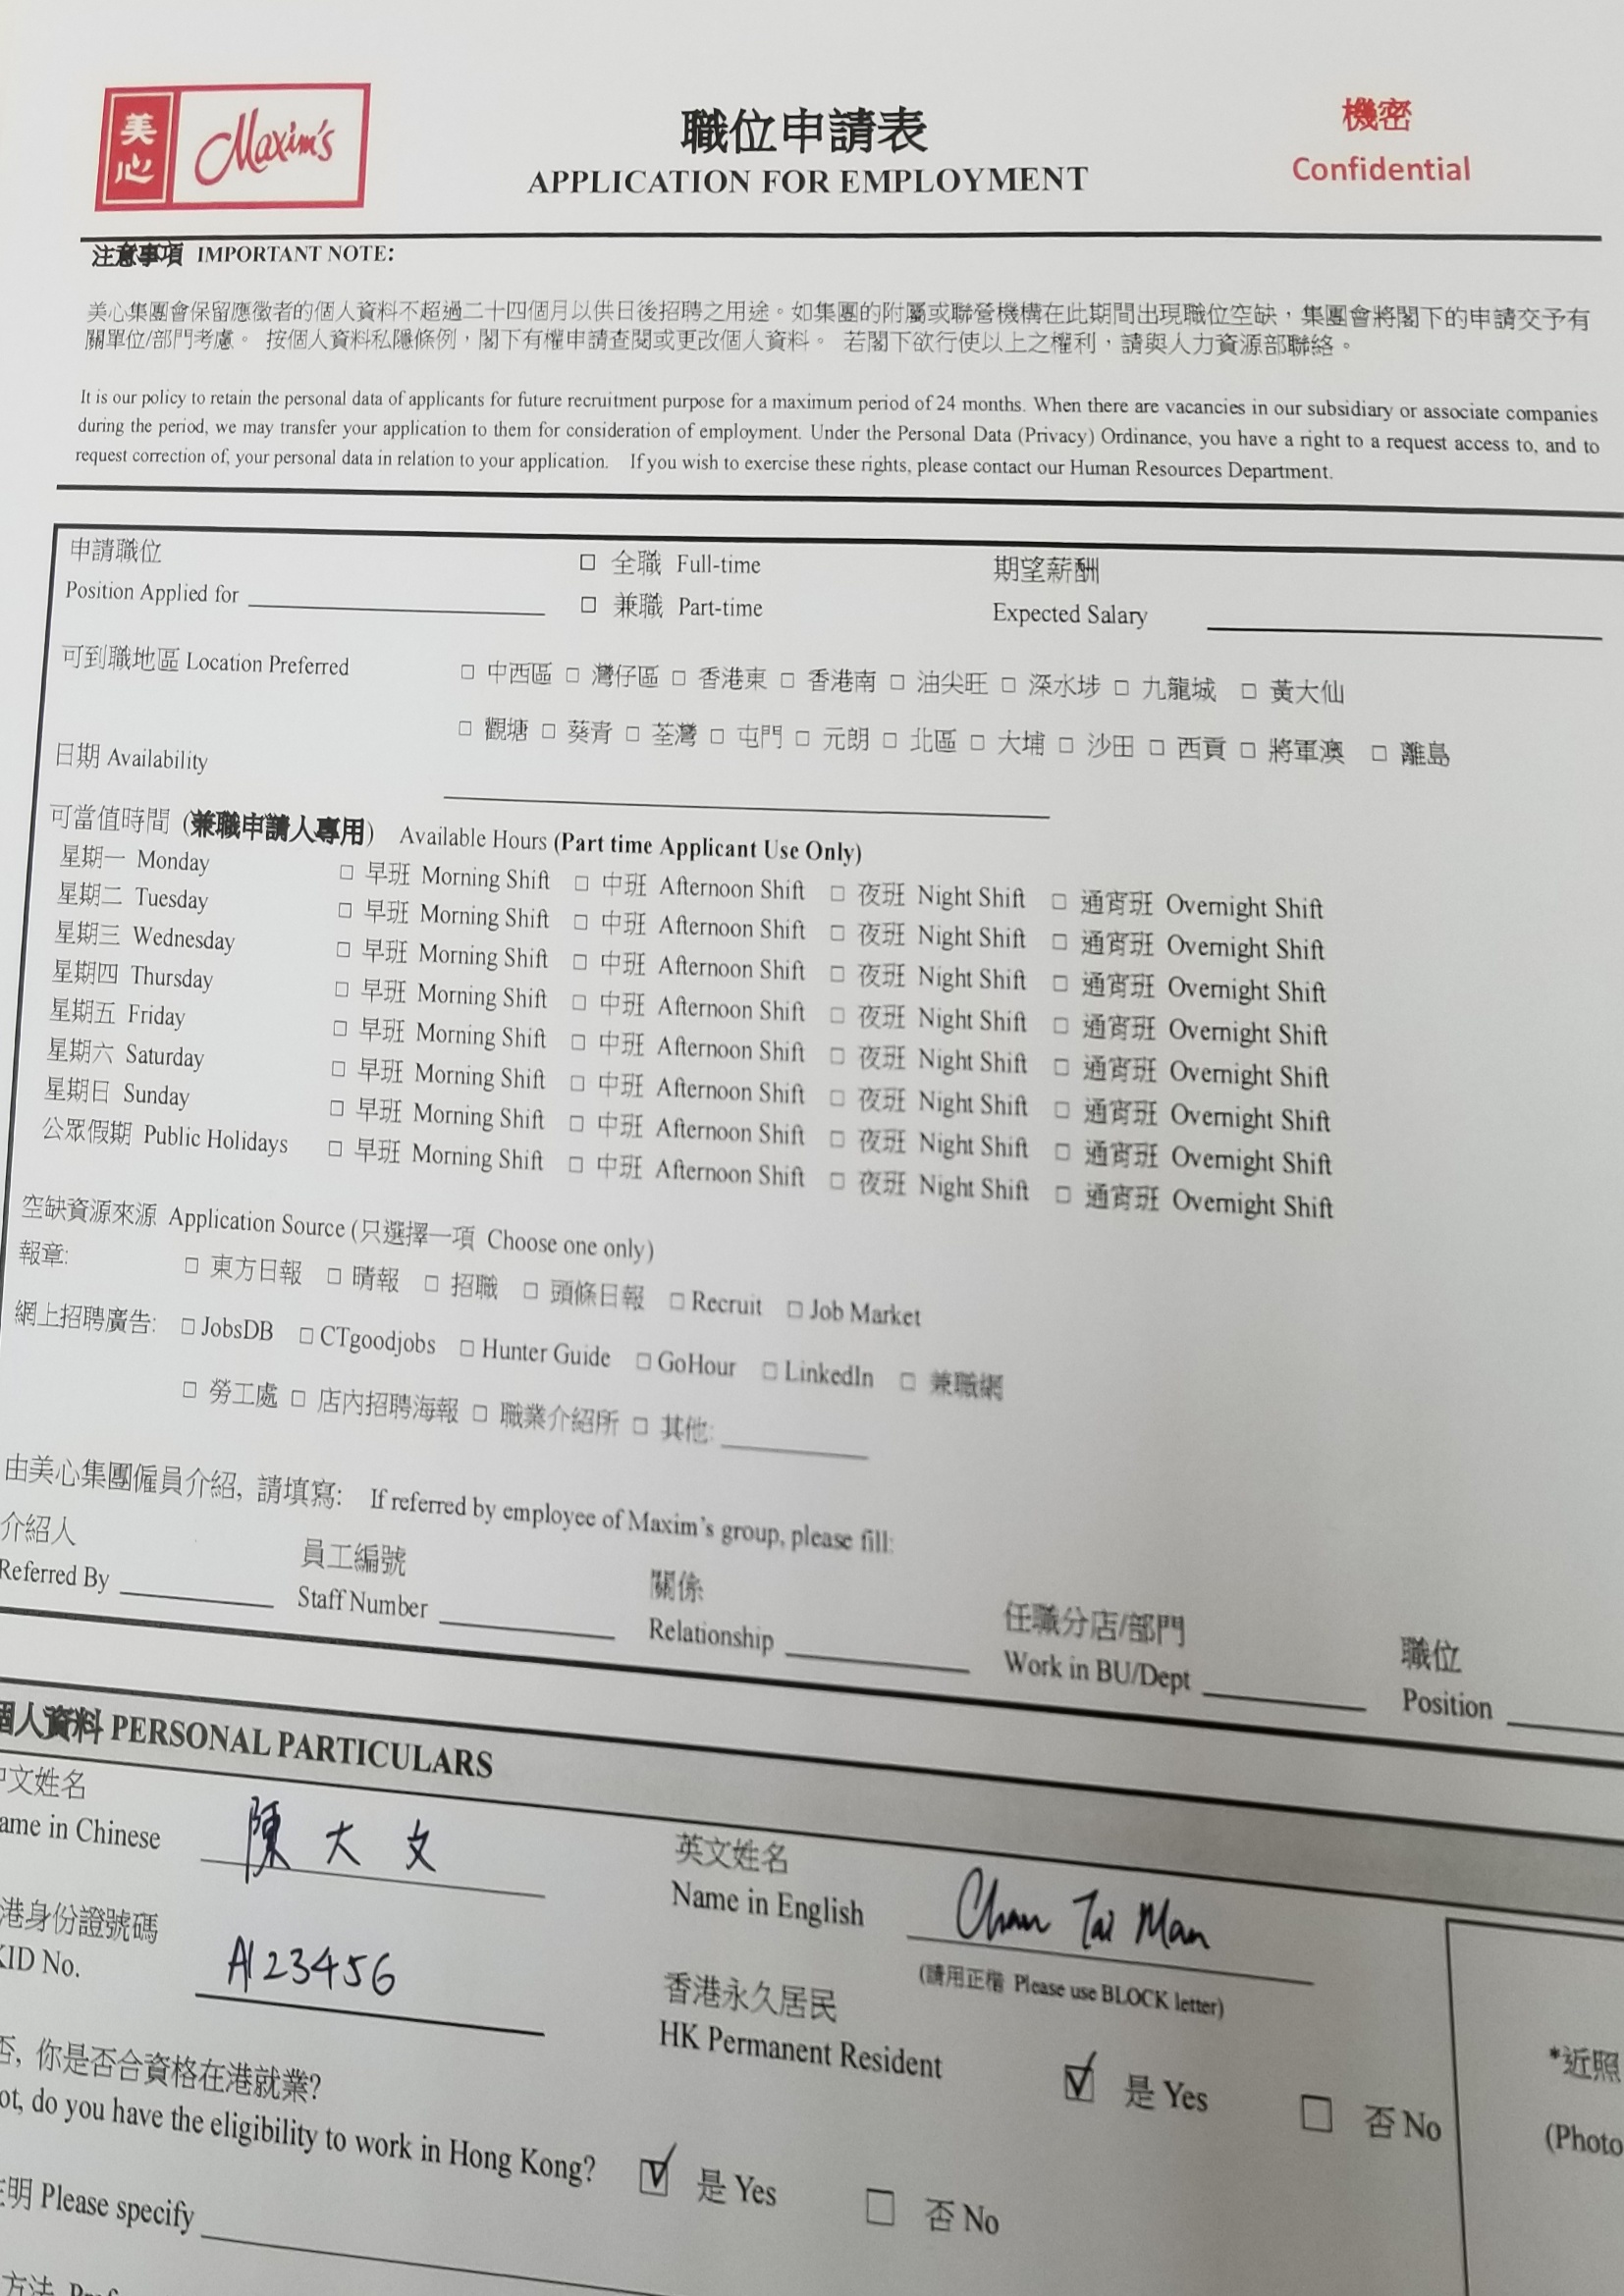 美心 Maxim's
職位申請表
APPLICATION FOR EMPLOYMENT
機密
Confidential
注意事項 IMPORTANT NOTE:
美心集團會保留應徵者的個人資料不超過二十四個月以供日後招聘之用途。如集團的附屬或聯營機構在此期間出現職位空缺，集團會將閣下的申請交予有
關單位/部門考慮。 按個人資料私隱條例，閣下有權申請查閱或更改個人資料。 若閣下欲行使以上之權利，請與人力資源部聯絡。
It is our policy to retain the personal data of applicants for future recruitment purpose for a maximum period of 24 months. When there are vacancies in our subsidiary or associate companies
during the period, we may transfer your application to them for consideration of employment. Under the Personal Data (Privacy) Ordinance, you have a right to a request access to, and to
request correction of, your personal data in relation to your application. If you wish to exercise these rights, please contact our Human Resources Department.
申請職位 □ 全職 Full-time 期望薪酬
Position Applied for □ 兼職 Part-time Expected Salary
可到職地區 Location Preferred □ 中西區 □ 灣仔區 □ 香港東 □ 香港南 □ 油尖旺 □ 深水埗 □ 九龍城 □ 黃大仙
□ 觀塘 □ 葵青 □ 荃灣 □ 屯門 □ 元朗 □ 北區 □ 大埔 □ 沙田 □ 西貢 □ 將軍澳 □ 離島
日期 Availability
可當值時間 (兼職申請人專用) Available Hours (Part time Applicant Use Only)
星期一 Monday □ 早班 Morning Shift □ 中班 Afternoon Shift □ 夜班 Night Shift □ 通宵班 Overnight Shift
星期二 Tuesday □ 早班 Morning Shift □ 中班 Afternoon Shift □ 夜班 Night Shift □ 通宵班 Overnight Shift
星期三 Wednesday □ 早班 Morning Shift □ 中班 Afternoon Shift □ 夜班 Night Shift □ 通宵班 Overnight Shift
星期四 Thursday □ 早班 Morning Shift □ 中班 Afternoon Shift □ 夜班 Night Shift □ 通宵班 Overnight Shift
星期五 Friday □ 早班 Morning Shift □ 中班 Afternoon Shift □ 夜班 Night Shift □ 通宵班 Overnight Shift
星期六 Saturday □ 早班 Morning Shift □ 中班 Afternoon Shift □ 夜班 Night Shift □ 通宵班 Overnight Shift
星期日 Sunday □ 早班 Morning Shift □ 中班 Afternoon Shift □ 夜班 Night Shift □ 通宵班 Overnight Shift
公眾假期 Public Holidays □ 早班 Morning Shift □ 中班 Afternoon Shift □ 夜班 Night Shift □ 通宵班 Overnight Shift
空缺資源來源 Application Source (只選擇一項 Choose one only)
報章: □ 東方日報 □ 晴報 □ 招職 □ 頭條日報 □ Recruit □ Job Market
網上招聘廣告: □ JobsDB □ CTgoodjobs □ Hunter Guide □ GoHour □ LinkedIn □ 兼職網
□ 勞工處 □ 店內招聘海報 □ 職業介紹所 □ 其他:
由美心集團僱員介紹, 請填寫: If referred by employee of Maxim's group, please fill:
介紹人 員工編號 關係 任職分店/部門 職位
Referred By Staff Number Relationship Work in BU/Dept Position
個人資料 PERSONAL PARTICULARS
中文姓名 英文姓名
ame in Chinese 陳大文 Name in English Chan Tai Man
(請用正楷 Please use BLOCK letter)
港身份證號碼 香港永久居民
KID No. A123456 HK Permanent Resident ☑ 是 Yes □ 否 No
*近照
(Photo
否, 你是否合資格在港就業?
ot, do you have the eligibility to work in Hong Kong? ☑ 是 Yes □ 否 No
明 Please specify
方法